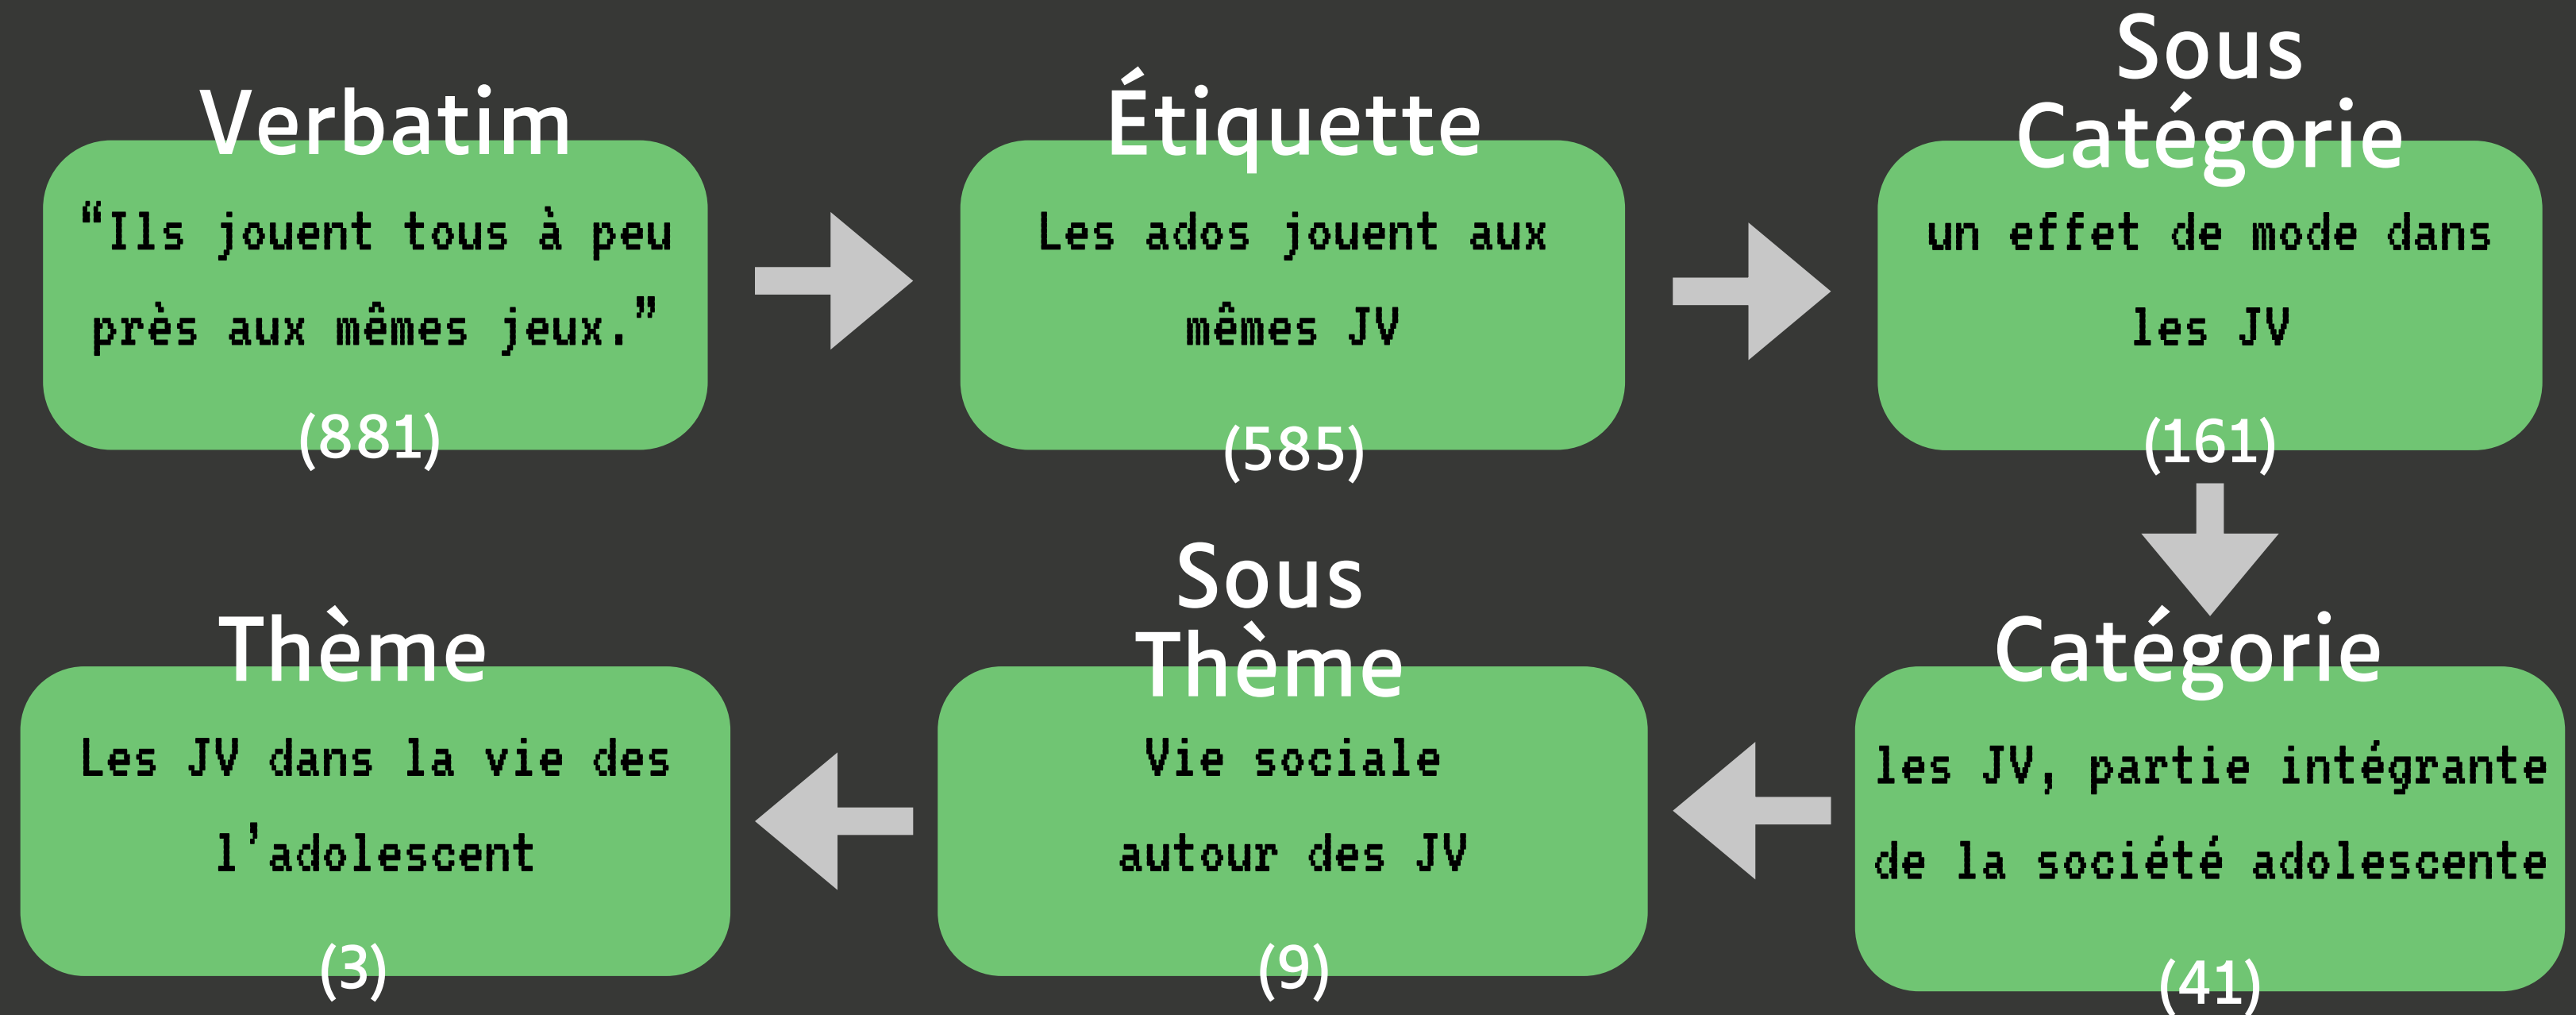 Verbatim
“Ils jouent tous à peu
près aux mêmes jeux.”
(881)
Étiquette
Les ados jouent aux
mêmes JV
(585)
Sous
Catégorie
un effet de mode dans
les JV
(161)
Catégorie
les JV, partie intégrante
de la société adolescente
(41)
Sous
Thème
Vie sociale
autour des JV
(9)
Thème
Les JV dans la vie des
l’adolescent
(3)